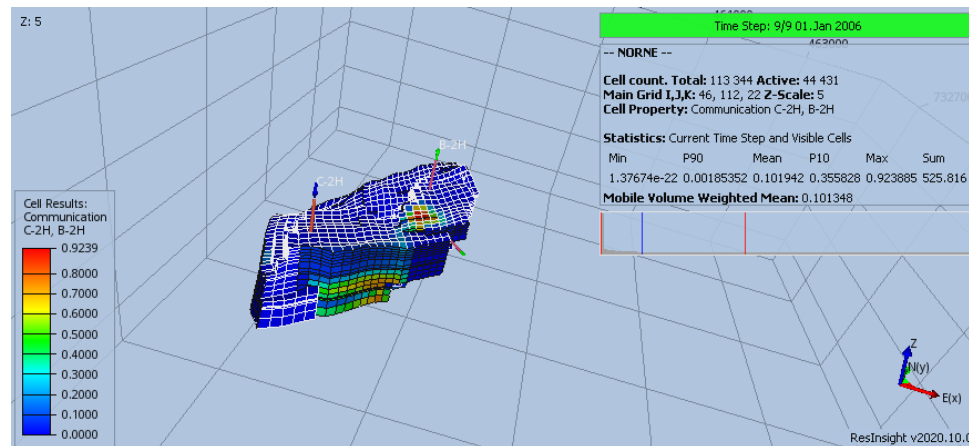 Z: 5
Time Step: 9/9 01.Jan 2006
-- NORNE --
Cell count. Total: 113 344 Active: 44 431
Main Grid I,J,K: 46, 112, 22 Z-Scale: 5
Cell Property: Communication C-2H, B-2H
Statistics: Current Time Step and Visible Cells
Min P90 Mean P10 Max Sum
1.37674e-22 0.00185352 0.101942 0.355828 0.923885 525.816
Mobile Volume Weighted Mean: 0.101348
B-2H
C-2H
Cell Results:
Communication
C-2H, B-2H
0.9239
0.8000
0.7000
0.6000
0.5000
0.4000
0.3000
0.2000
0.1000
0.0000
Z
N(y)
E(x)
ResInsight v2020.10.0